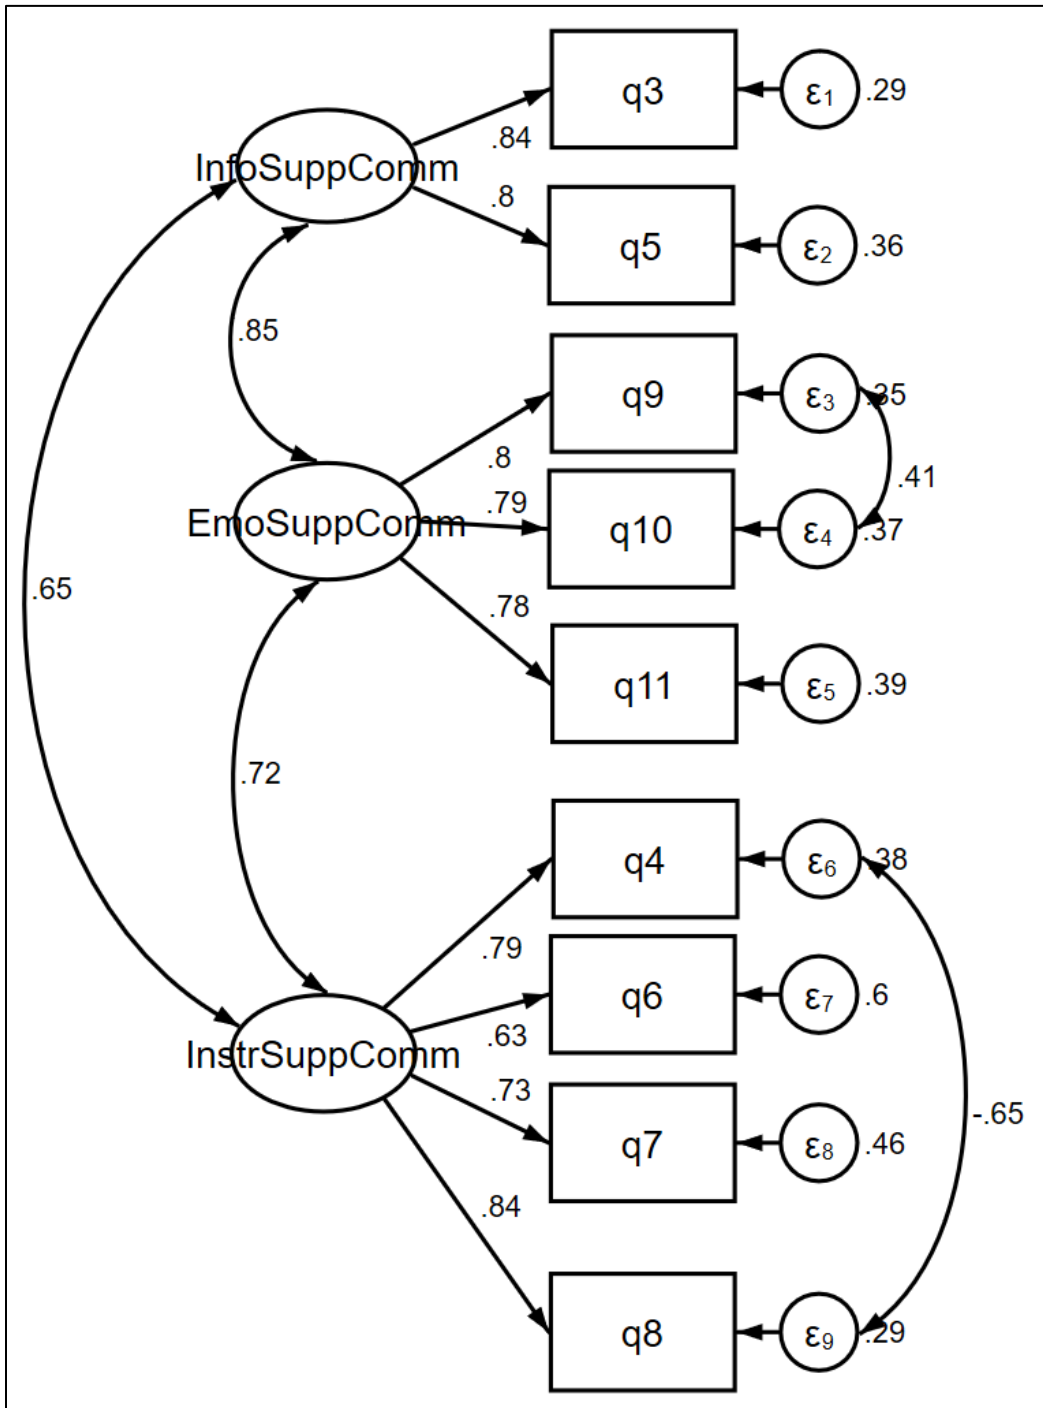 q3
ε1
.29
.84
InfoSuppComm
.8
q5
ε2
.36
.85
q9
ε3
.35
.8
.41
.79
EmoSuppComm
q10
ε4
.37
.65
.78
q11
ε5
.39
.72
q4
ε6
.38
.79
q6
ε7
.6
.63
InstrSuppComm
.73
-.65
q7
ε8
.46
.84
q8
ε9
.29